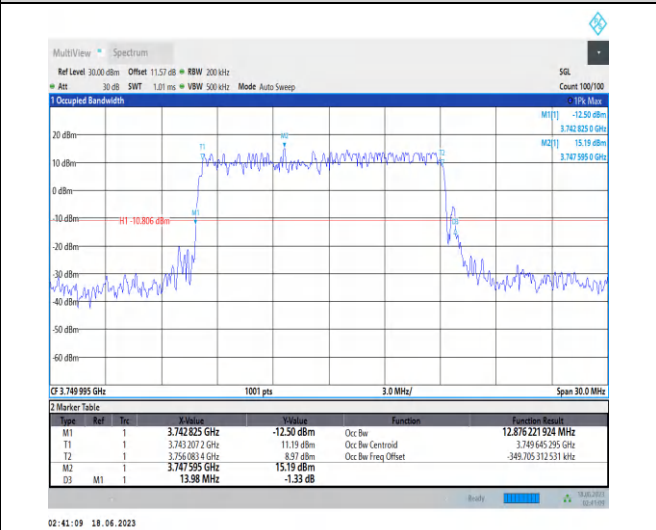 MultiView Spectrum
Ref Level 30.00 dBm Offset 11.57 dB RBW 200 kHz SGL
Att 30 dB SWT 1.01 ms VBW 500 kHz Mode Auto Sweep Count 100/100
1 Occupied Bandwidth 1Pk Max
M1[1] -12.50 dBm
3.742 825 0 GHz
M2[1] 15.19 dBm
3.747 595 0 GHz
20 dBm
T1
M2
T2
10 dBm
0 dBm
M1
-10 dBm
H1 -10.806 dBm
D3
-20 dBm
-30 dBm
-40 dBm
-50 dBm
-60 dBm
CF 3.749 995 GHz 1001 pts 3.0 MHz/ Span 30.0 MHz
2 Marker Table
Type Ref Trc X-Value Y-Value Function Function Result
M1 1 3.742 825 GHz -12.50 dBm Occ Bw 12.876 221 924 MHz
T1 1 3.743 207 2 GHz 11.19 dBm Occ Bw Centroid 3.749 645 295 GHz
T2 1 3.756 083 4 GHz 8.97 dBm Occ Bw Freq Offset -349.705 312 531 kHz
M2 1 3.747 595 GHz 15.19 dBm
D3 M1 1 13.98 MHz -1.33 dB
Ready 18.06.2023
02:41:09
02:41:09 18.06.2023